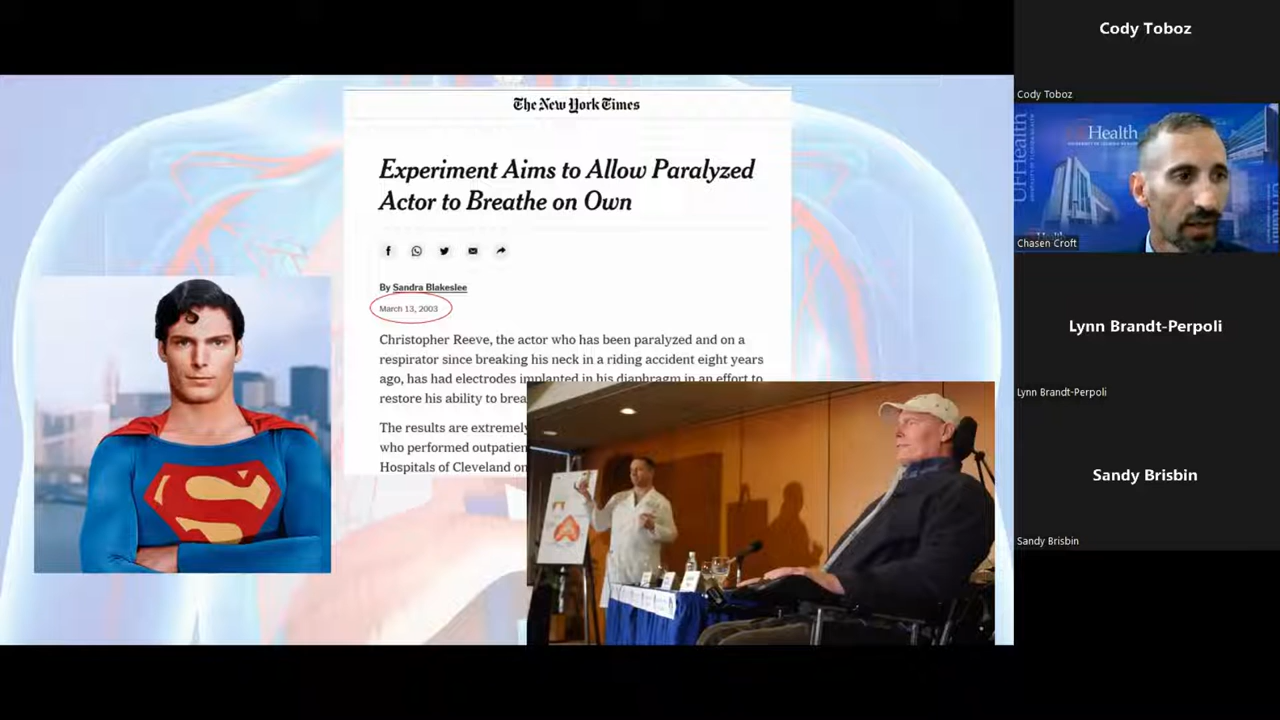 The New York Times
Experiment Aims to Allow Paralyzed
Actor to Breathe on Own
By Sandra Blakeslee
March 13, 2003
Christopher Reeve, the actor who has been paralyzed and on a
respirator since breaking his neck in a riding accident eight years
ago, has had electrodes implanted in his diaphragm in an effort to
restore his ability to brea
The results are extremely
who performed outpatien
Hospitals of Cleveland on
Cody Toboz
Cody Toboz
UFHealth
Health
Chasen Croft
Lynn Brandt-Perpoli
Lynn Brandt-Perpoli
Sandy Brisbin
Sandy Brisbin